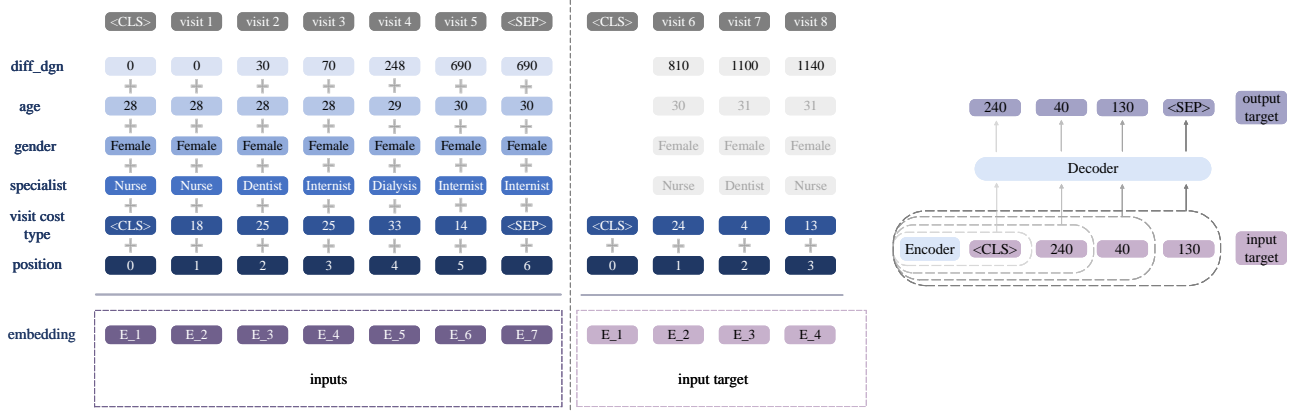 <CLS> visit 1 visit 2 visit 3 visit 4 visit 5 <SEP> <CLS> visit 6 visit 7 visit 8
diff_dgn 0 0 30 70 248 690 690 810 1100 1140
age 28 28 28 28 29 30 30 30 31 31
gender Female Female Female Female Female Female Female Female Female Female
specialist Nurse Nurse Dentist Internist Dialysis Internist Internist Nurse Dentist Nurse
visit cost
type <CLS> 18 25 25 33 14 <SEP> <CLS> 24 4 13
position 0 1 2 3 4 5 6 0 1 2 3
embedding E_1 E_2 E_3 E_4 E_5 E_6 E_7 E_1 E_2 E_3 E_4
inputs
input target
240 40 130 <SEP>
output
target
Decoder
Encoder <CLS> 240 40 130
input
target